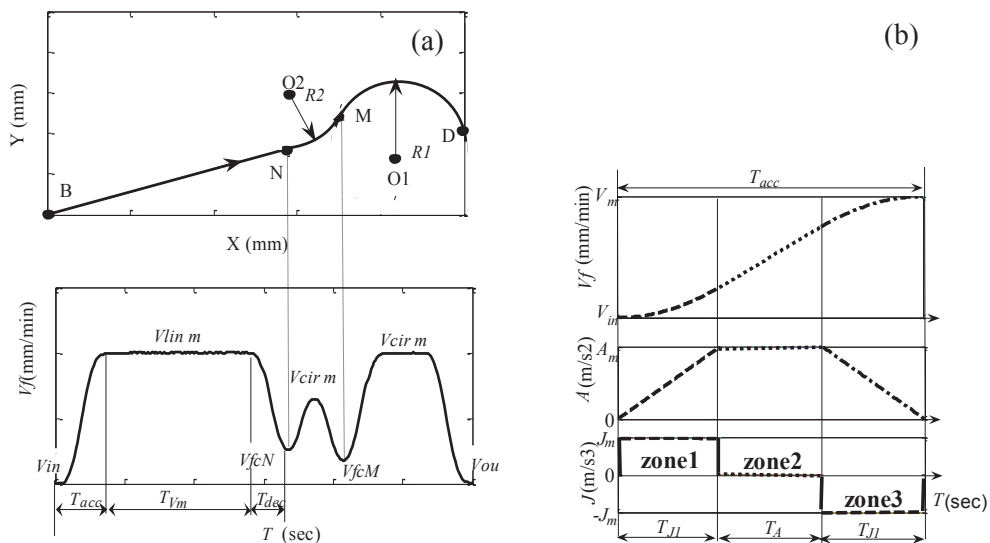 (a)
Y (mm)
O2
R2
M
D
R1
N
O1
B
X (mm)
Vf(mm/min)
Vlin m
Vcir m
Vcir m
Vin
VfcN
VfcM
Vou
Tacc
TVm
Tdec
T (sec)
(b)
Tacc
Vm
Vf (mm/min)
Vin
Am
A (m/s2)
0
Jm
J (m/s3)
zone1
zone2
0
zone3
T(sec)
-Jm
TJ1
TA
TJ1